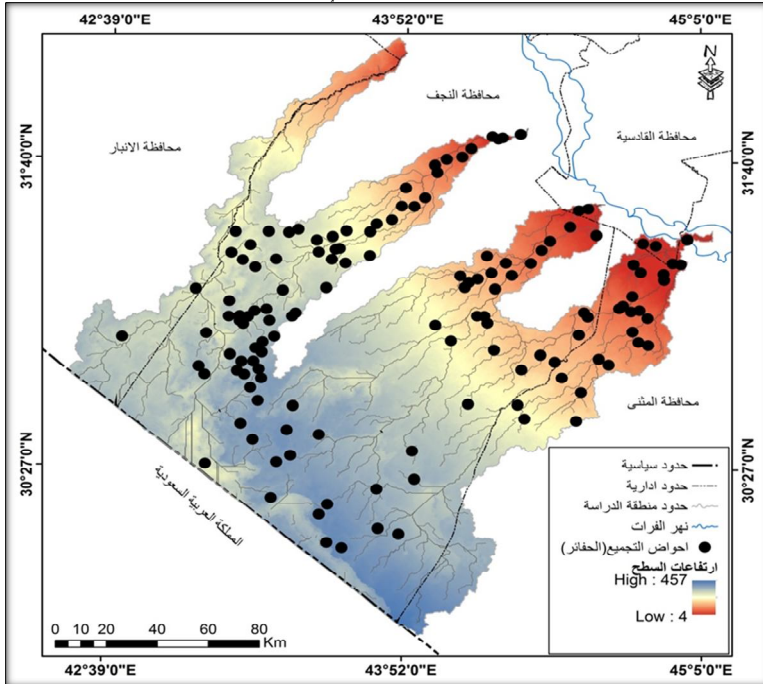 42°39'0"E
43°52'0"E
45°5'0"E
N
محافظة النجف
محافظة القادسية
محافظة الانبار
31°40'0"N
31°40'0"N
محافظة المثنى
30°27'0"N
30°27'0"N
المملكة العربية السعودية
حدود سياسية
حدود ادارية
حدود منطقة الدراسة
نهر الفرات
احواض التجميع(الحفائر)
ارتفاعات السطح
High : 457
Low : 4
0 10 20 40 60 80
Km
42°39'0"E
43°52'0"E
45°5'0"E